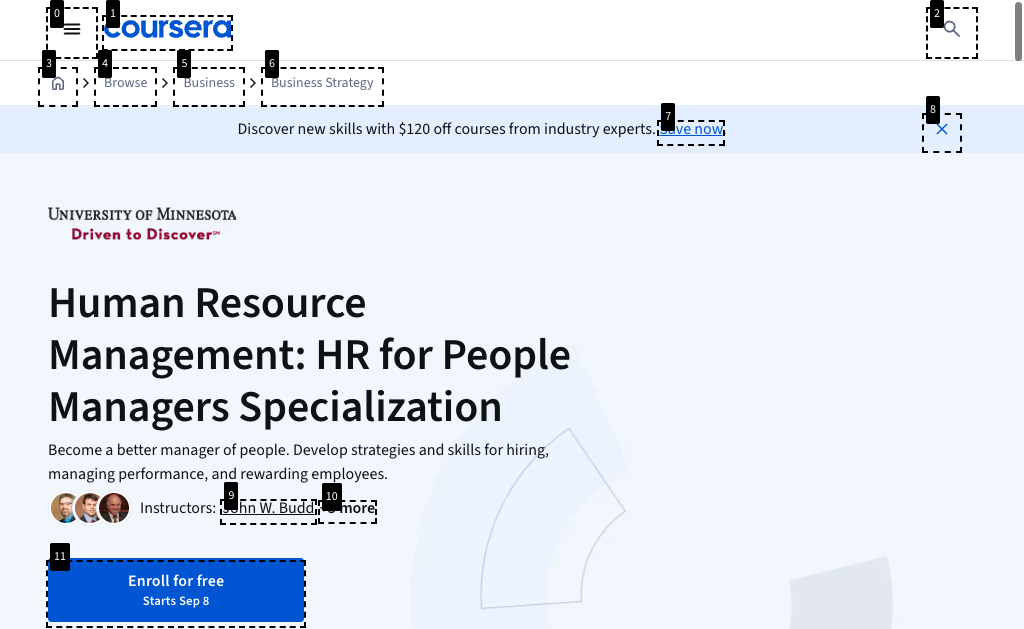 0
1
coursera
2
3
4
Browse
5
Business
6
Business Strategy
Discover new skills with $120 off courses from industry experts.
7
Save now
8
UNIVERSITY OF MINNESOTA
Driven to Discover℠
Human Resource
Management: HR for People
Managers Specialization
Become a better manager of people. Develop strategies and skills for hiring,
managing performance, and rewarding employees.
Instructors:
9
John W. Budd
10
more
11
Enroll for free
Starts Sep 8